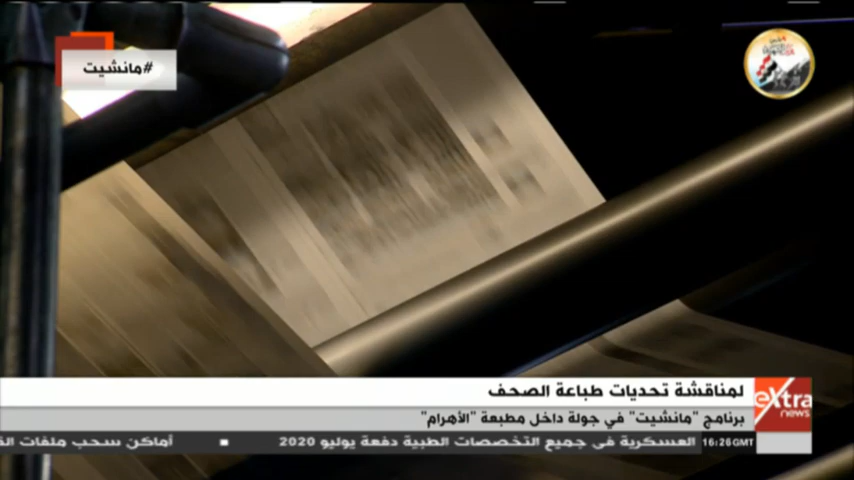 #مانشيت
لمناقشة تحديات طباعة الصحف
برنامج "مانشيت" في جولة داخل مطبعة "الأهرام"
extra
news
16:26GMT
العسكرية فى جميع التخصصات الطبية دفعة يوليو 2020 ■ أماكن سحب ملفات